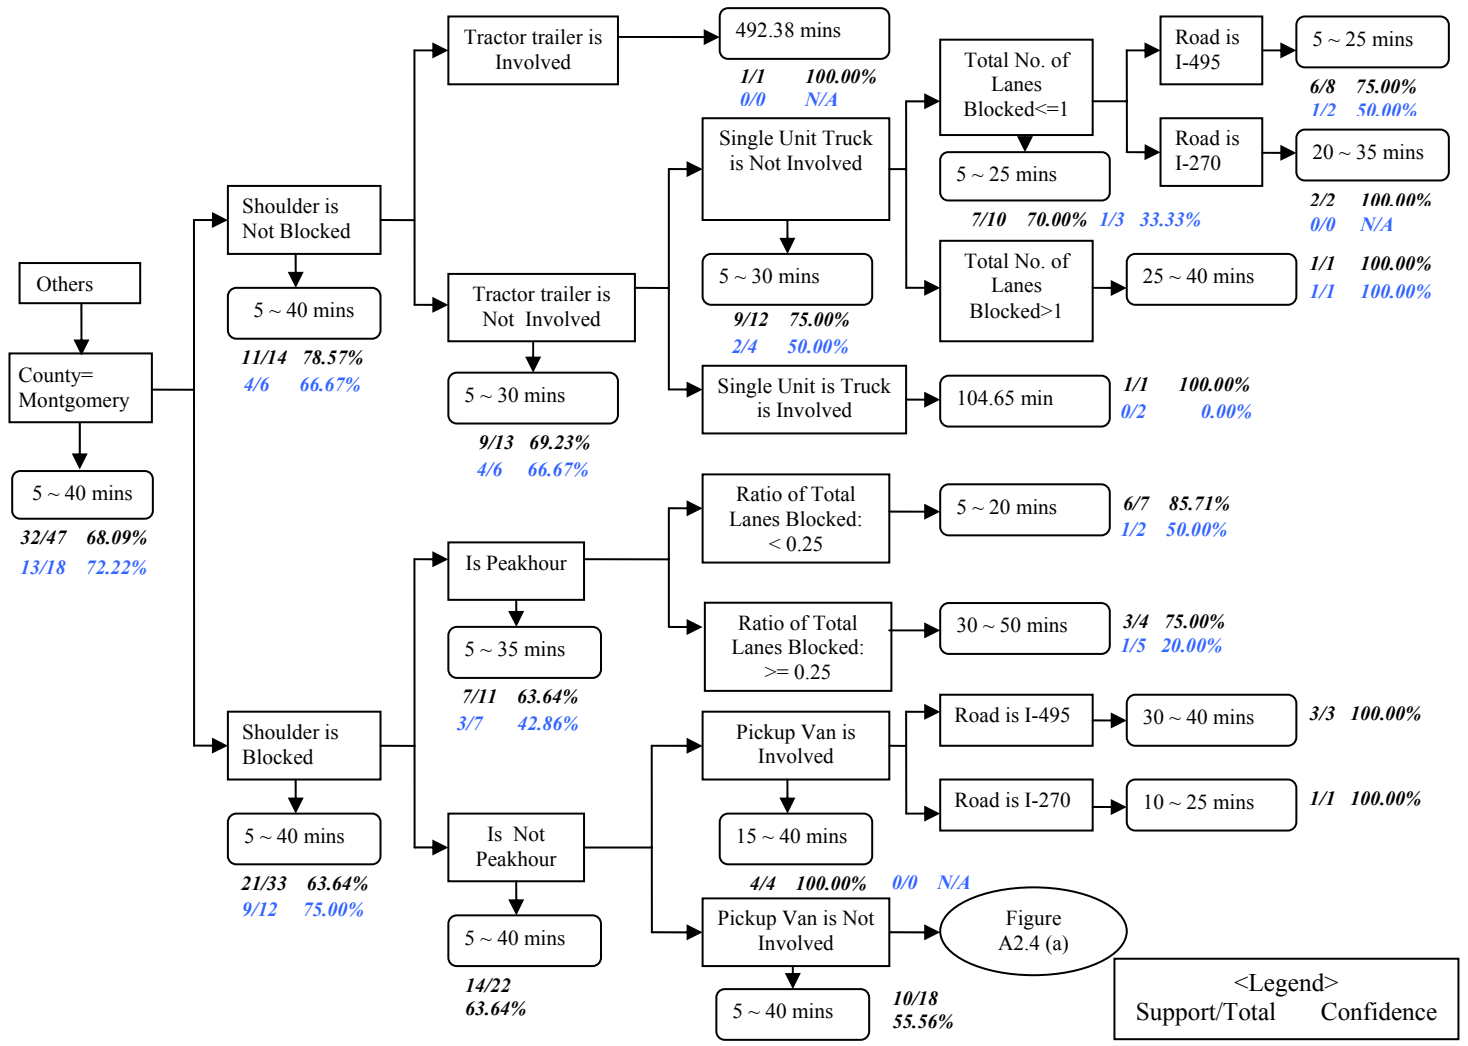 Others
County=
Montgomery
5 ~ 40 mins
32/47 68.09%
13/18 72.22%
Shoulder is
Not Blocked
5 ~ 40 mins
11/14 78.57%
4/6 66.67%
Shoulder is
Blocked
5 ~ 40 mins
21/33 63.64%
9/12 75.00%
Tractor trailer is
Involved
492.38 mins
1/1 100.00%
0/0 N/A
Tractor trailer is
Not Involved
5 ~ 30 mins
9/13 69.23%
4/6 66.67%
Single Unit Truck
is Not Involved
5 ~ 30 mins
9/12 75.00%
2/4 50.00%
Total No. of
Lanes
Blocked<=1
5 ~ 25 mins
7/10 70.00% 1/3 33.33%
Road is
I-495
5 ~ 25 mins
6/8 75.00%
1/2 50.00%
Road is
I-270
20 ~ 35 mins
2/2 100.00%
0/0 N/A
Total No. of
Lanes
Blocked>1
25 ~ 40 mins
1/1 100.00%
1/1 100.00%
Single Unit is Truck
is Involved
104.65 min
1/1 100.00%
0/2 0.00%
Is Peakhour
5 ~ 35 mins
7/11 63.64%
3/7 42.86%
Ratio of Total
Lanes Blocked:
< 0.25
5 ~ 20 mins
6/7 85.71%
1/2 50.00%
Ratio of Total
Lanes Blocked:
>= 0.25
30 ~ 50 mins
3/4 75.00%
1/5 20.00%
Is Not
Peakhour
5 ~ 40 mins
14/22
63.64%
Pickup Van is
Involved
15 ~ 40 mins
4/4 100.00% 0/0 N/A
Road is I-495
30 ~ 40 mins
3/3 100.00%
Road is I-270
10 ~ 25 mins
1/1 100.00%
Pickup Van is Not
Involved
5 ~ 40 mins
10/18
55.56%
Figure
A2.4 (a)
<Legend>
Support/Total Confidence